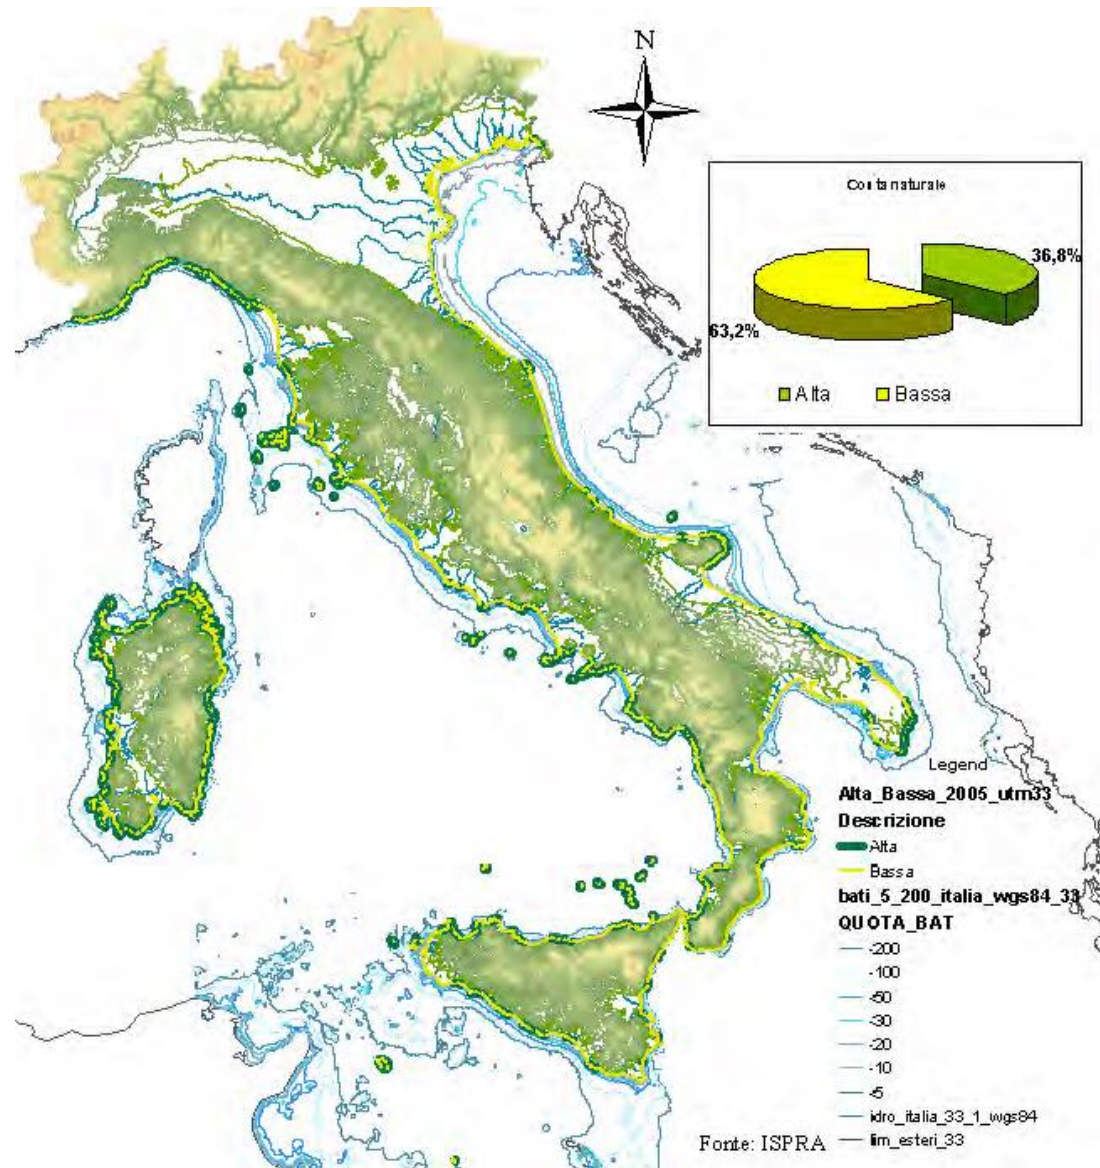 N
Costa naturale
36,8%
63,2%
Alta Bassa
Legend
Alta_Bassa_2005_utm33
Descrizione
Alta
Bassa
bati_5_200_italia_wgs84_33
QUOTA_BAT
-200
-100
-50
-30
-20
-10
-5
idro_italia_33_1_wgs84
lim_esteri_33
Fonte: ISPRA